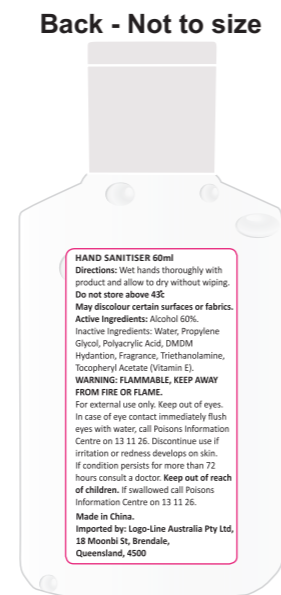 Back - Not to size
HAND SANITISER 60ml
Directions: Wet hands thoroughly with
product and allow to dry without wiping.
Do not store above 43℃
May discolour certain surfaces or fabrics.
Active Ingredients: Alcohol 60%.
Inactive Ingredients: Water, Propylene
Glycol, Polyacrylic Acid, DMDM
Hydantion, Fragrance, Triethanolamine,
Tocopheryl Acetate (Vitamin E).
WARNING: FLAMMABLE, KEEP AWAY
FROM FIRE OR FLAME.
For external use only. Keep out of eyes.
In case of eye contact immediately flush
eyes with water, call Poisons Information
Centre on 13 11 26. Discontinue use if
irritation or redness develops on skin.
If condition persists for more than 72
hours consult a doctor. Keep out of reach
of children. If swallowed call Poisons
Information Centre on 13 11 26.
Made in China.
Imported by: Logo-Line Australia Pty Ltd,
18 Moonbi St, Brendale,
Queensland, 4500